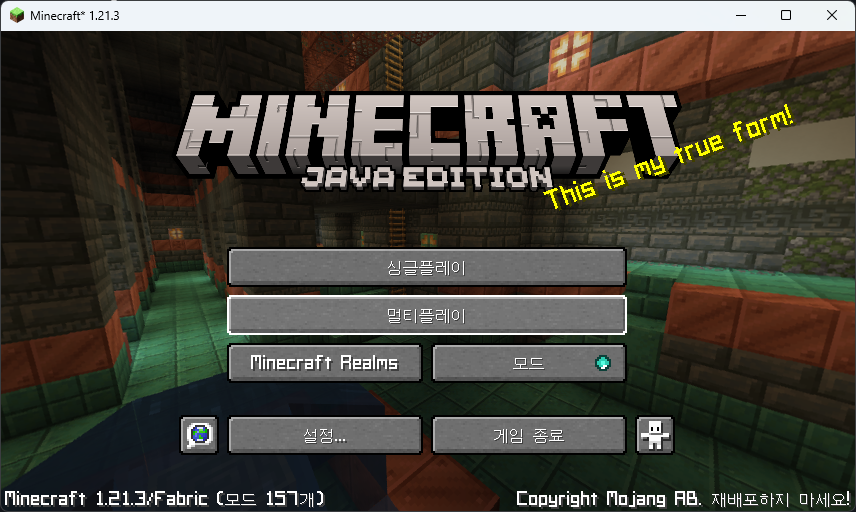 Minecraft* 1.21.3
MINECRAFT
JAVA EDITION
This is my true form!
싱글플레이
멀티플레이
Minecraft Realms
모드
설정...
게임 종료
Minecraft 1.21.3/Fabric (모드 157개)
Copyright Mojang AB. 재배포하지 마세요!